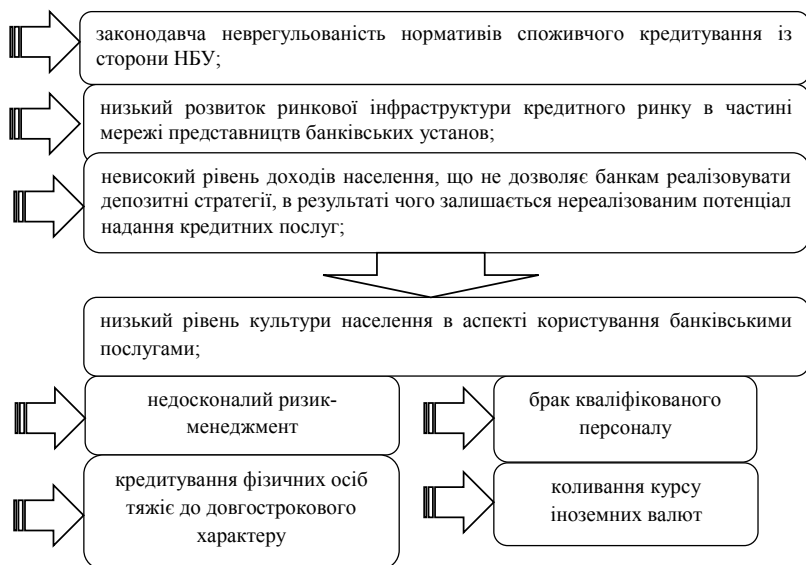 законодавча неврегульованість нормативів споживчого кредитування із
сторони НБУ;
низький розвиток ринкової інфраструктури кредитного ринку в частині
мережі представництв банківських установ;
невисокий рівень доходів населення, що не дозволяє банкам реалізовувати
депозитні стратегії, в результаті чого залишається нереалізованим потенціал
надання кредитних послуг;
низький рівень культури населення в аспекті користування банківськими
послугами;
недосконалий ризик-
менеджмент
брак кваліфікованого
персоналу
кредитування фізичних осіб
тяжіє до довгострокового
характеру
коливання курсу
іноземних валют